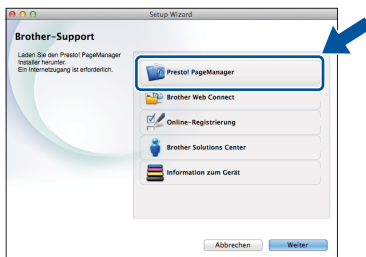 Setup Wizard
Brother-Support
Laden Sie den Presto! PageManager
Installer herunter.
Ein Internetzugang ist erforderlich.
Presto! PageManager
Brother Web Connect
Online-Registrierung
Brother Solutions Center
Information zum Gerät
Abbrechen
Weiter